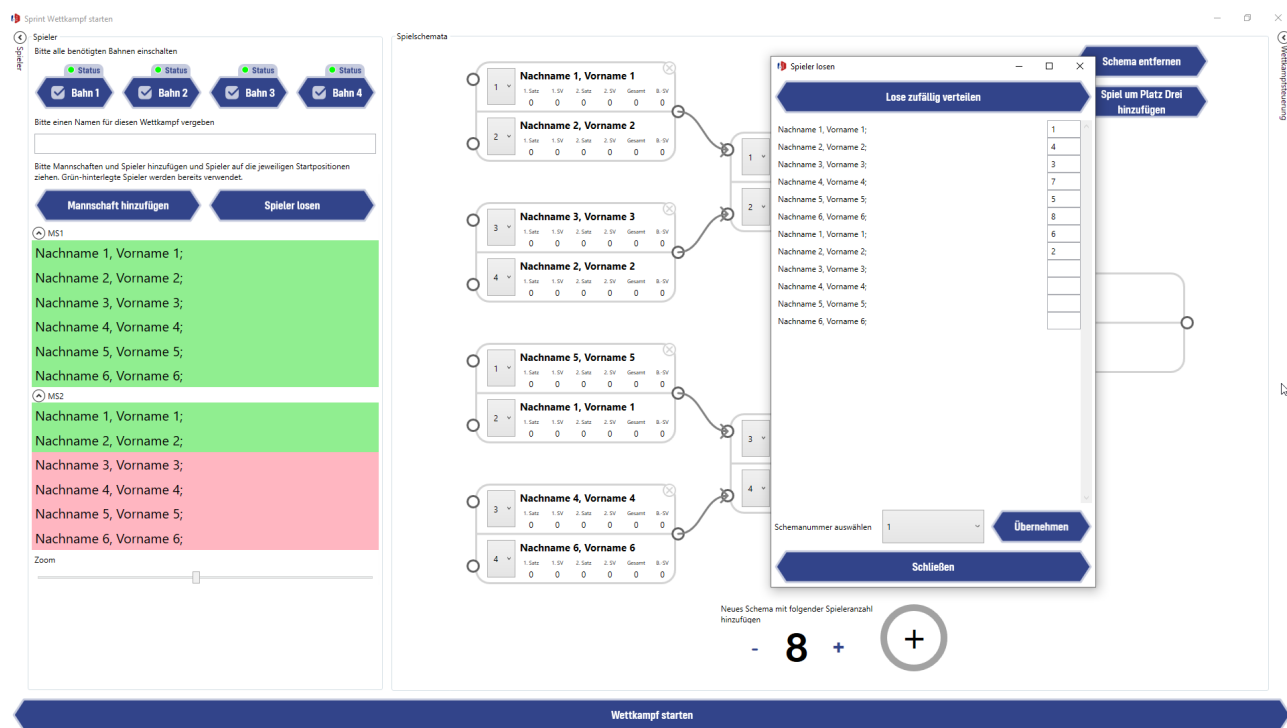 Sprint Wettkampf starten
Spieler
Spieler
Bitte alle benötigten Bahnen einschalten
Status
Status
Status
Status
Bahn 1
Bahn 2
Bahn 3
Bahn 4
Bitte einen Namen für diesen Wettkampf vergeben
Bitte Mannschaften und Spieler hinzufügen und Spieler auf die jeweiligen Startpositionen
ziehen. Grün-hinterlegte Spieler werden bereits verwendet.
Mannschaft hinzufügen
Spieler losen
MS1
Nachname 1, Vorname 1;
Nachname 2, Vorname 2;
Nachname 3, Vorname 3;
Nachname 4, Vorname 4;
Nachname 5, Vorname 5;
Nachname 6, Vorname 6;
MS2
Nachname 1, Vorname 1;
Nachname 2, Vorname 2;
Nachname 3, Vorname 3;
Nachname 4, Vorname 4;
Nachname 5, Vorname 5;
Nachname 6, Vorname 6;
Zoom
Spielschemata
1 Nachname 1, Vorname 1
1. Satz 1. SV 2. Satz 2. SV Gesamt B.-SV
0 0 0 0 0 0
2 Nachname 2, Vorname 2
1. Satz 1. SV 2. Satz 2. SV Gesamt B.-SV
0 0 0 0 0 0
3 Nachname 3, Vorname 3
1. Satz 1. SV 2. Satz 2. SV Gesamt B.-SV
0 0 0 0 0 0
4 Nachname 2, Vorname 2
1. Satz 1. SV 2. Satz 2. SV Gesamt B.-SV
0 0 0 0 0 0
1 Nachname 5, Vorname 5
1. Satz 1. SV 2. Satz 2. SV Gesamt B.-SV
0 0 0 0 0 0
2 Nachname 1, Vorname 1
1. Satz 1. SV 2. Satz 2. SV Gesamt B.-SV
0 0 0 0 0 0
3 Nachname 4, Vorname 4
1. Satz 1. SV 2. Satz 2. SV Gesamt B.-SV
0 0 0 0 0 0
4 Nachname 6, Vorname 6
1. Satz 1. SV 2. Satz 2. SV Gesamt B.-SV
0 0 0 0 0 0
1
2
3
4
Spieler losen
Lose zufällig verteilen
Nachname 1, Vorname 1; 1
Nachname 2, Vorname 2; 4
Nachname 3, Vorname 3; 3
Nachname 4, Vorname 4; 7
Nachname 5, Vorname 5; 5
Nachname 6, Vorname 6; 8
Nachname 1, Vorname 1; 6
Nachname 2, Vorname 2; 2
Nachname 3, Vorname 3;
Nachname 4, Vorname 4;
Nachname 5, Vorname 5;
Nachname 6, Vorname 6;
Schemanummer auswählen 1
Übernehmen
Schließen
Schema entfernen
Spiel um Platz Drei
hinzufügen
Wettkampfsteuerung
Neues Schema mit folgender Spieleranzahl
hinzufügen
- 8 +
+
Wettkampf starten